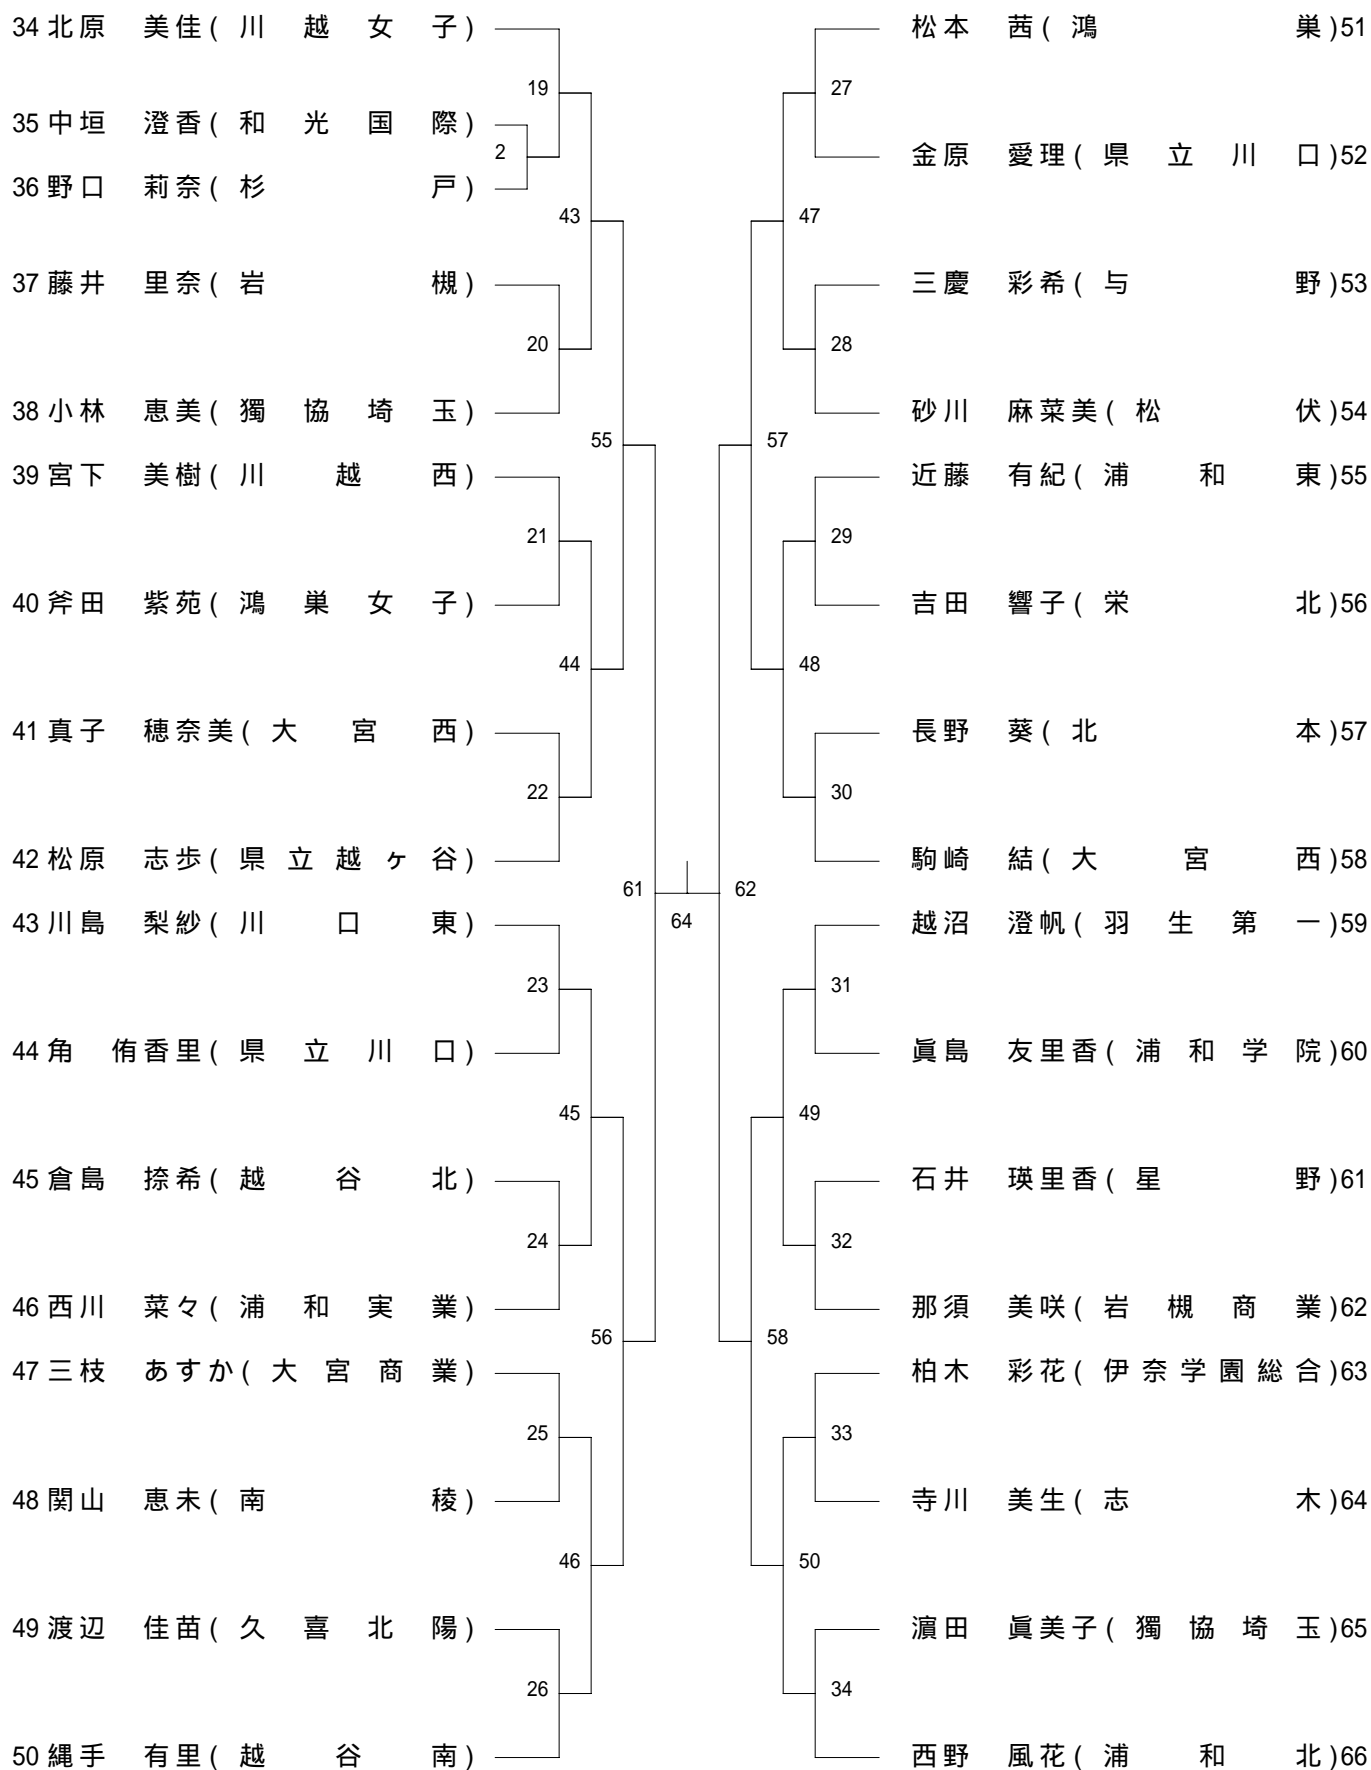 34 北原 美佳(川越女子)
19
35 中垣 澄香(和光国際)
2
36 野口 莉奈(杉戸)
43
37 藤井 里奈(岩槻)
20
38 小林 恵美(獨協埼玉)
55
39 宮下 美樹(川越西)
21
40 斧田 紫苑(鴻巣女子)
44
41 真子 穂奈美(大宮西)
22
42 松原 志歩(県立越ヶ谷)
61
43 川島 梨紗(川口東)
23
44 角 侑香里(県立川口)
45
45 倉島 捺希(越谷北)
24
46 西川 菜々(浦和実業)
56
47 三枝 あすか(大宮商業)
25
48 関山 恵未(南稜)
46
49 渡辺 佳苗(久喜北陽)
26
50 縄手 有里(越谷南)
64
松本 茜(鴻巣)51
27
金原 愛理(県立川口)52
47
三慶 彩希(与野)53
28
砂川 麻菜美(松伏)54
57
近藤 有紀(浦和東)55
29
吉田 響子(栄北)56
48
長野 葵(北本)57
30
駒崎 結(大宮西)58
62
越沼 澄帆(羽生第一)59
31
眞島 友里香(浦和学院)60
49
石井 瑛里香(星野)61
32
那須 美咲(岩槻商業)62
58
柏木 彩花(伊奈学園総合)63
33
寺川 美生(志木)64
50
濵田 眞美子(獨協埼玉)65
34
西野 風花(浦和北)66